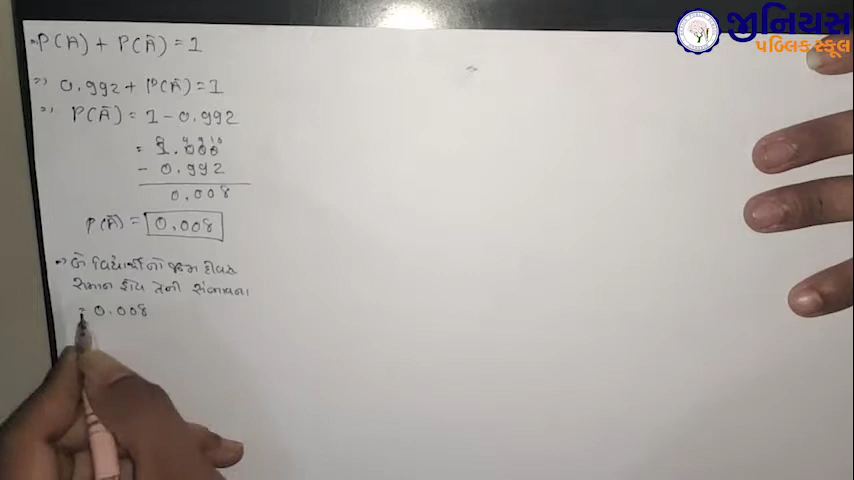 જીનિયસ
પબ્લિક સ્કૂલ
⇒ P(A) + P(Ā) = 1
⇒ 0.992 + P(Ā) = 1
⇒ P(Ā) = 1 - 0.992
= 1.000
- 0.992
0.008
P(Ā) = 0.008
⇒ બે વિદ્યાર્થીનો જન્મ દિવસ
સમાન હોય તેની સંભાવના
= 0.008